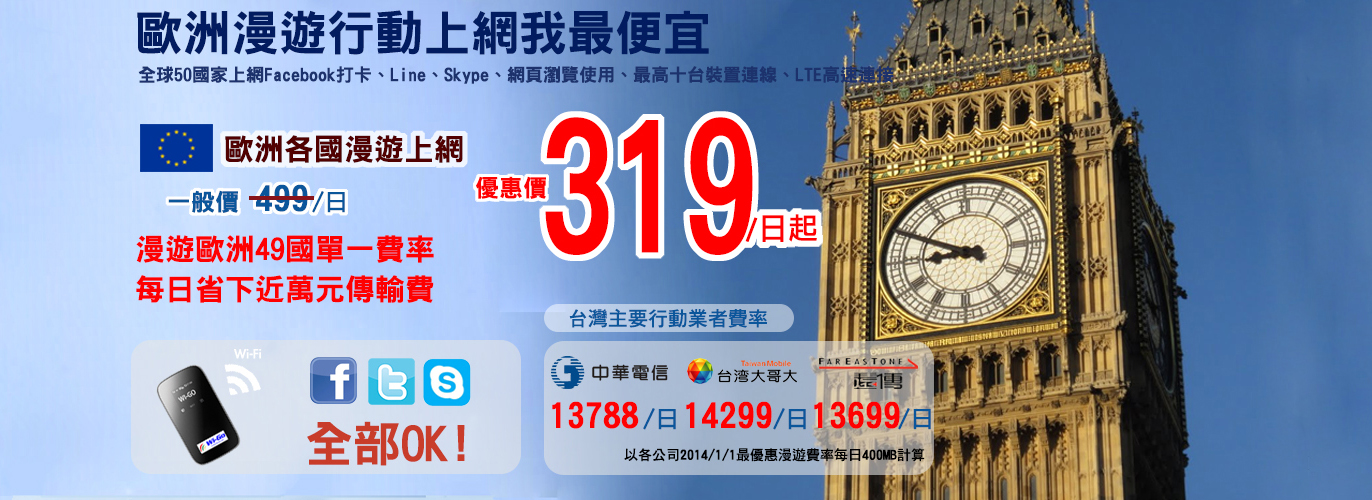 歐洲漫遊行動上網我最便宜
全球50國家上網Facebook打卡、Line、Skype、網頁瀏覽使用、最高十台裝置連線、LTE高速連接
歐洲各國漫遊上網
一般價 499/日
優惠價 319/日起
漫遊歐洲49國單一費率
每日省下近萬元傳輸費
台灣主要行動業者費率
Wi-Fi
Wi-GO
Wi-Go
全部OK!
中華電信 Taiwan Mobile 台湾大哥大 FAREASTONE 遠傳
13788/日 14299/日 13699/日
以各公司2014/1/1最優惠漫遊費率每日400MB計算